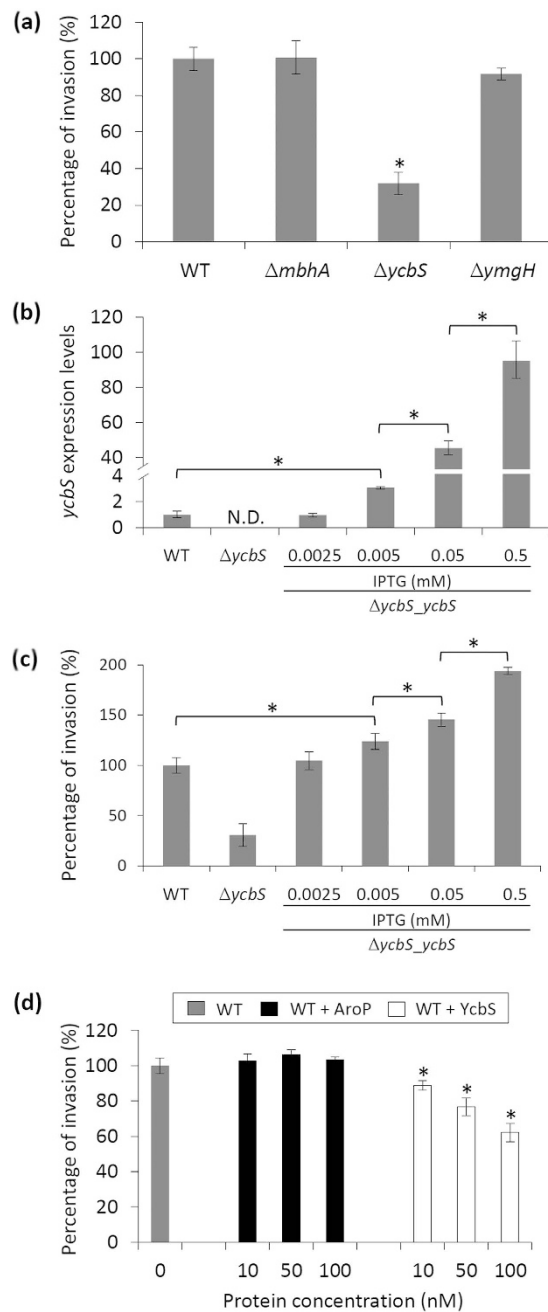 (a)
Percentage of invasion (%)
120
100
80
60
40
20
0
*
WT ΔmbhA ΔycbS ΔymgH
(b)
ycbS expression levels
120
100
80
60
40
4
2
0
*
*
*
N.D.
WT ΔycbS 0.0025 0.005 0.05 0.5
IPTG (mM)
ΔycbS_ycbS
(c)
Percentage of invasion (%)
200
150
100
50
0
*
*
*
WT ΔycbS 0.0025 0.005 0.05 0.5
IPTG (mM)
ΔycbS_ycbS
(d)
WT WT + AroP WT + YcbS
Percentage of invasion (%)
120
100
80
60
40
20
0
* * *
0 10 50 100 10 50 100
Protein concentration (nM)